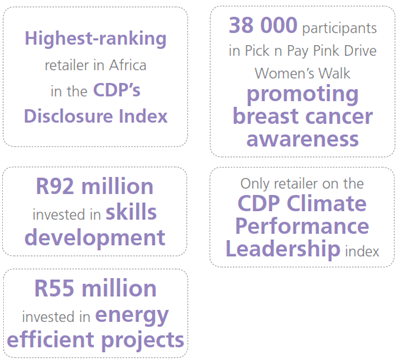 Highest-ranking
retailer in Africa
in the CDP's
Disclosure Index
38 000 participants
in Pick n Pay Pink Drive
Women's Walk
promoting
breast cancer
awareness
R92 million
invested in skills
development
Only retailer on the
CDP Climate
Performance
Leadership index
R55 million
invested in energy
efficient projects